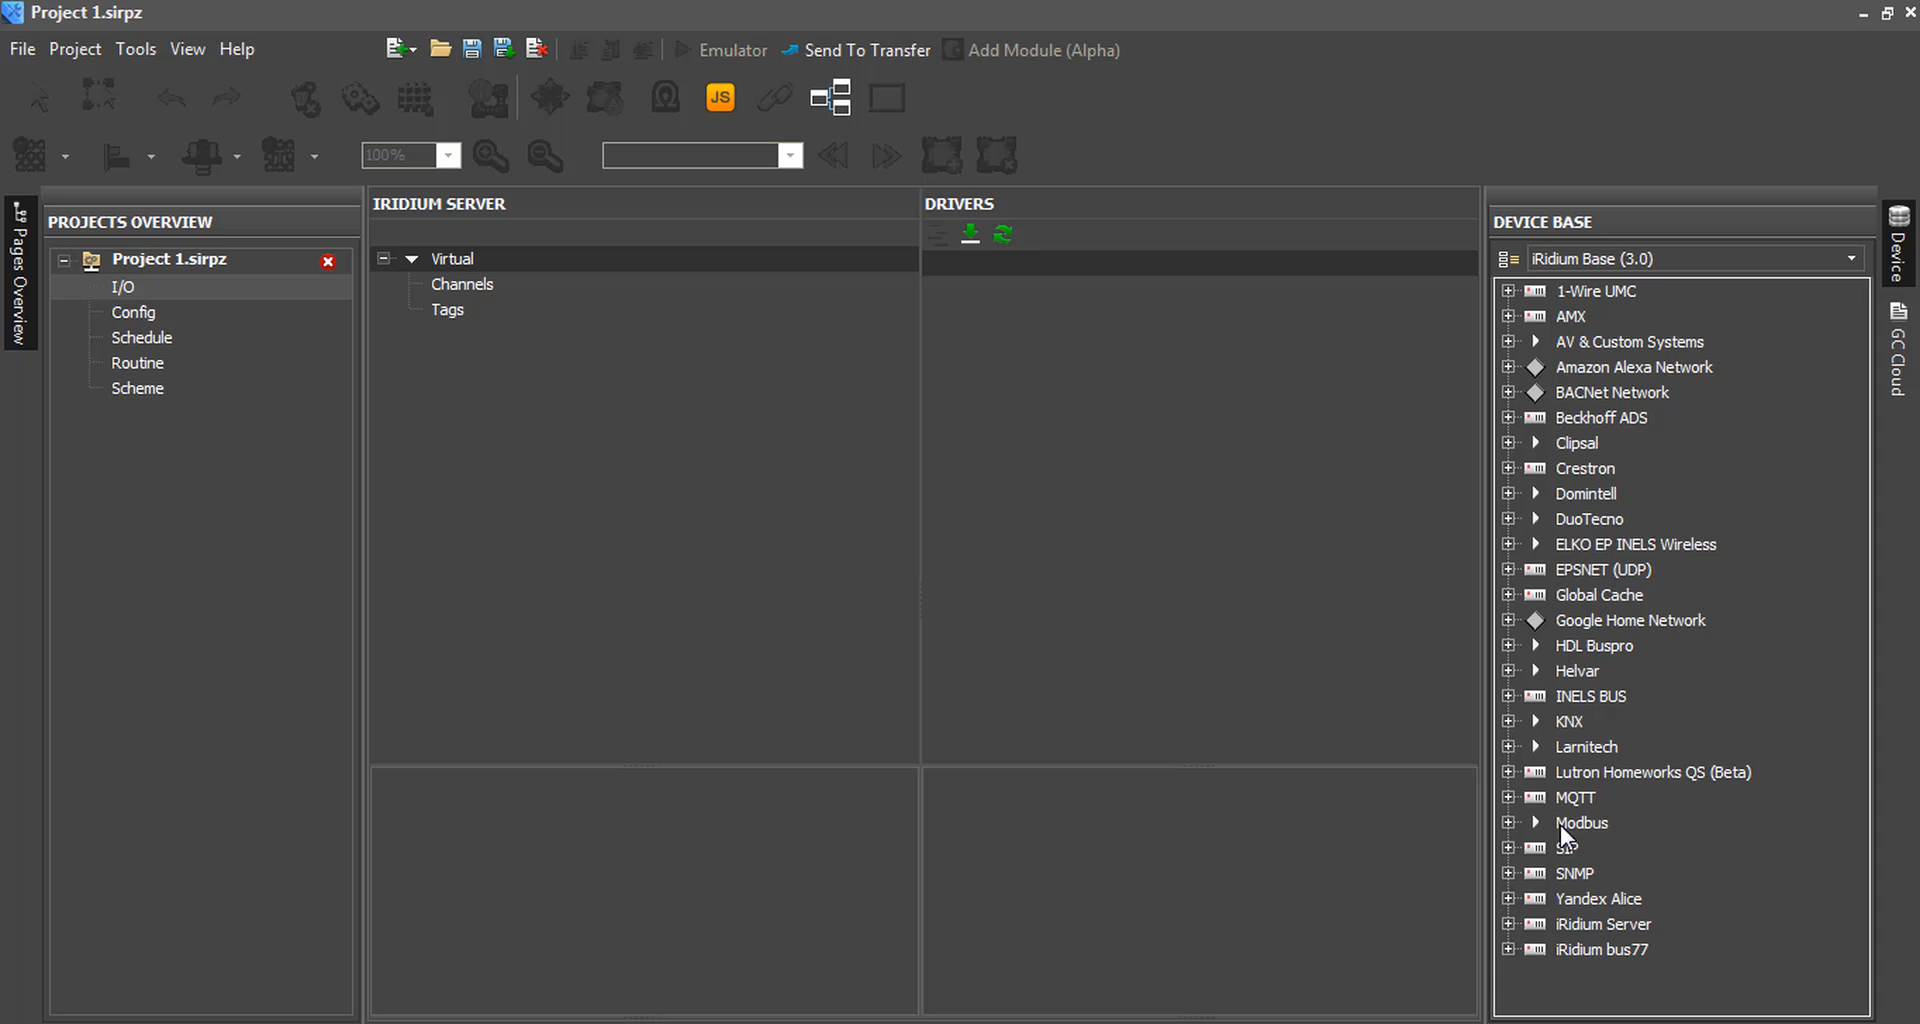 Project 1.sirpz
File Project Tools View Help Emulator Send To Transfer Add Module (Alpha)
JS
100%
Pages Overview
PROJECTS OVERVIEW
Project 1.sirpz
I/O
Config
Schedule
Routine
Scheme
IRIDIUM SERVER
Virtual
Channels
Tags
DRIVERS
DEVICE BASE
iRidium Base (3.0)
1-Wire UMC
AMX
AV & Custom Systems
Amazon Alexa Network
BACNet Network
Beckhoff ADS
Clipsal
Crestron
Domintell
DuoTecno
ELKO EP INELS Wireless
EPSNET (UDP)
Global Cache
Google Home Network
HDL Buspro
Helvar
INELS BUS
KNX
Larnitech
Lutron Homeworks QS (Beta)
MQTT
Modbus
SIP
SNMP
Yandex Alice
iRidium Server
iRidium bus77
Device
GC Cloud